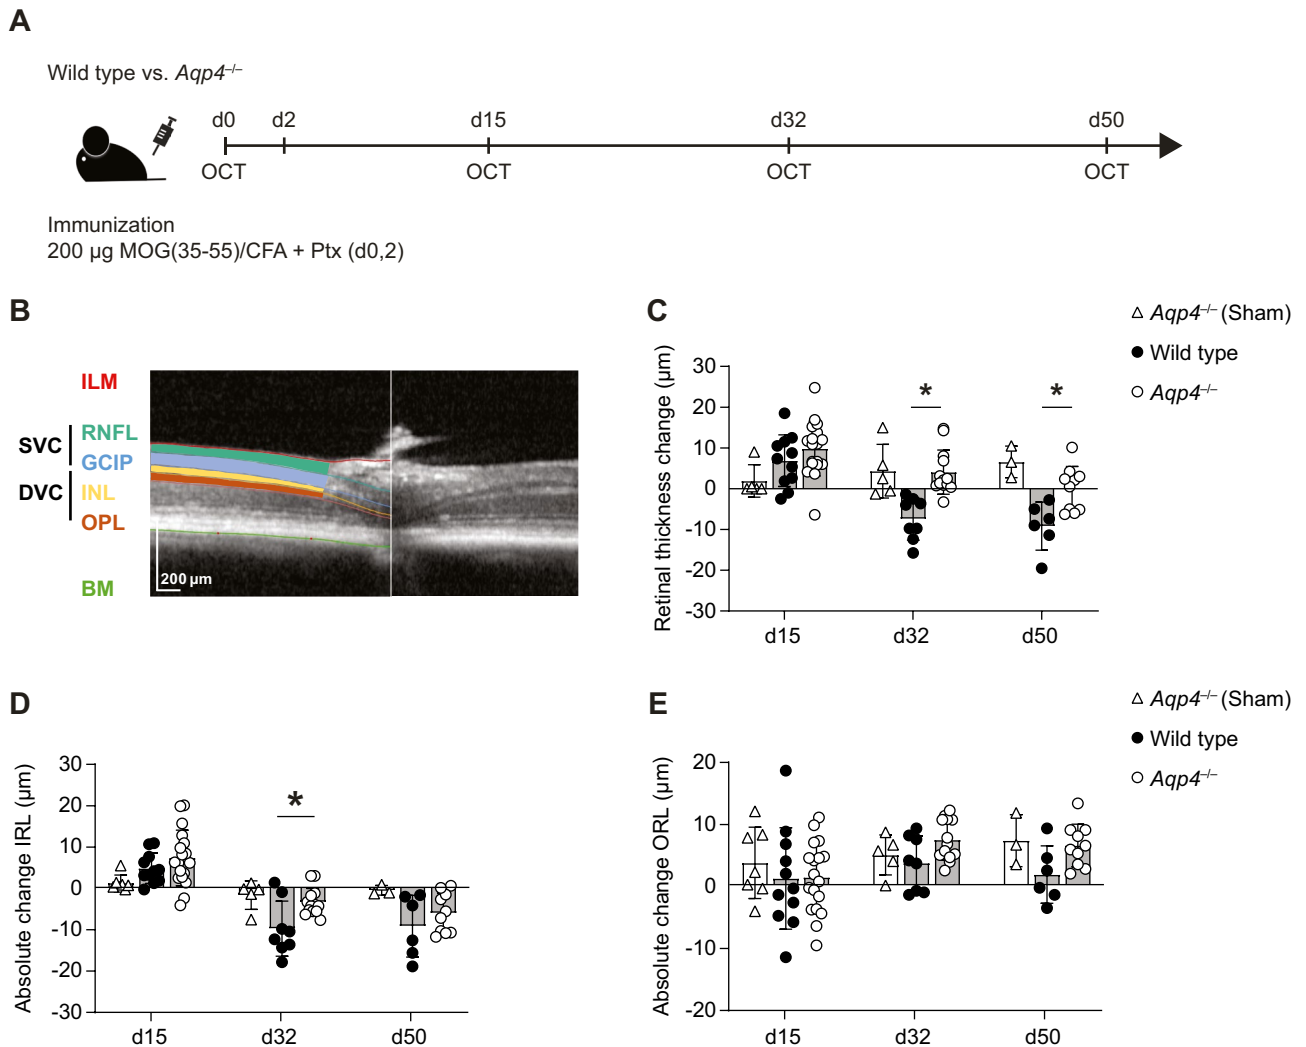 A
Wild type vs. Aqp4–/–
d0 d2 d15 d32 d50
OCT OCT OCT OCT
Immunization
200 µg MOG(35-55)/CFA + Ptx (d0,2)
B
ILM
RNFL
SVC
GCIP
DVC
INL
OPL
BM
200 µm
C
Aqp4–/– (Sham)
Wild type
Aqp4–/–
Retinal thickness change (µm)
30
20
10
0
-10
-20
-30
* *
d15 d32 d50
D
Absolute change IRL (µm)
30
20
10
0
-10
-20
-30
*
d15 d32 d50
E
Aqp4–/– (Sham)
Wild type
Aqp4–/–
Absolute change ORL (µm)
20
10
0
-10
-20
d15 d32 d50